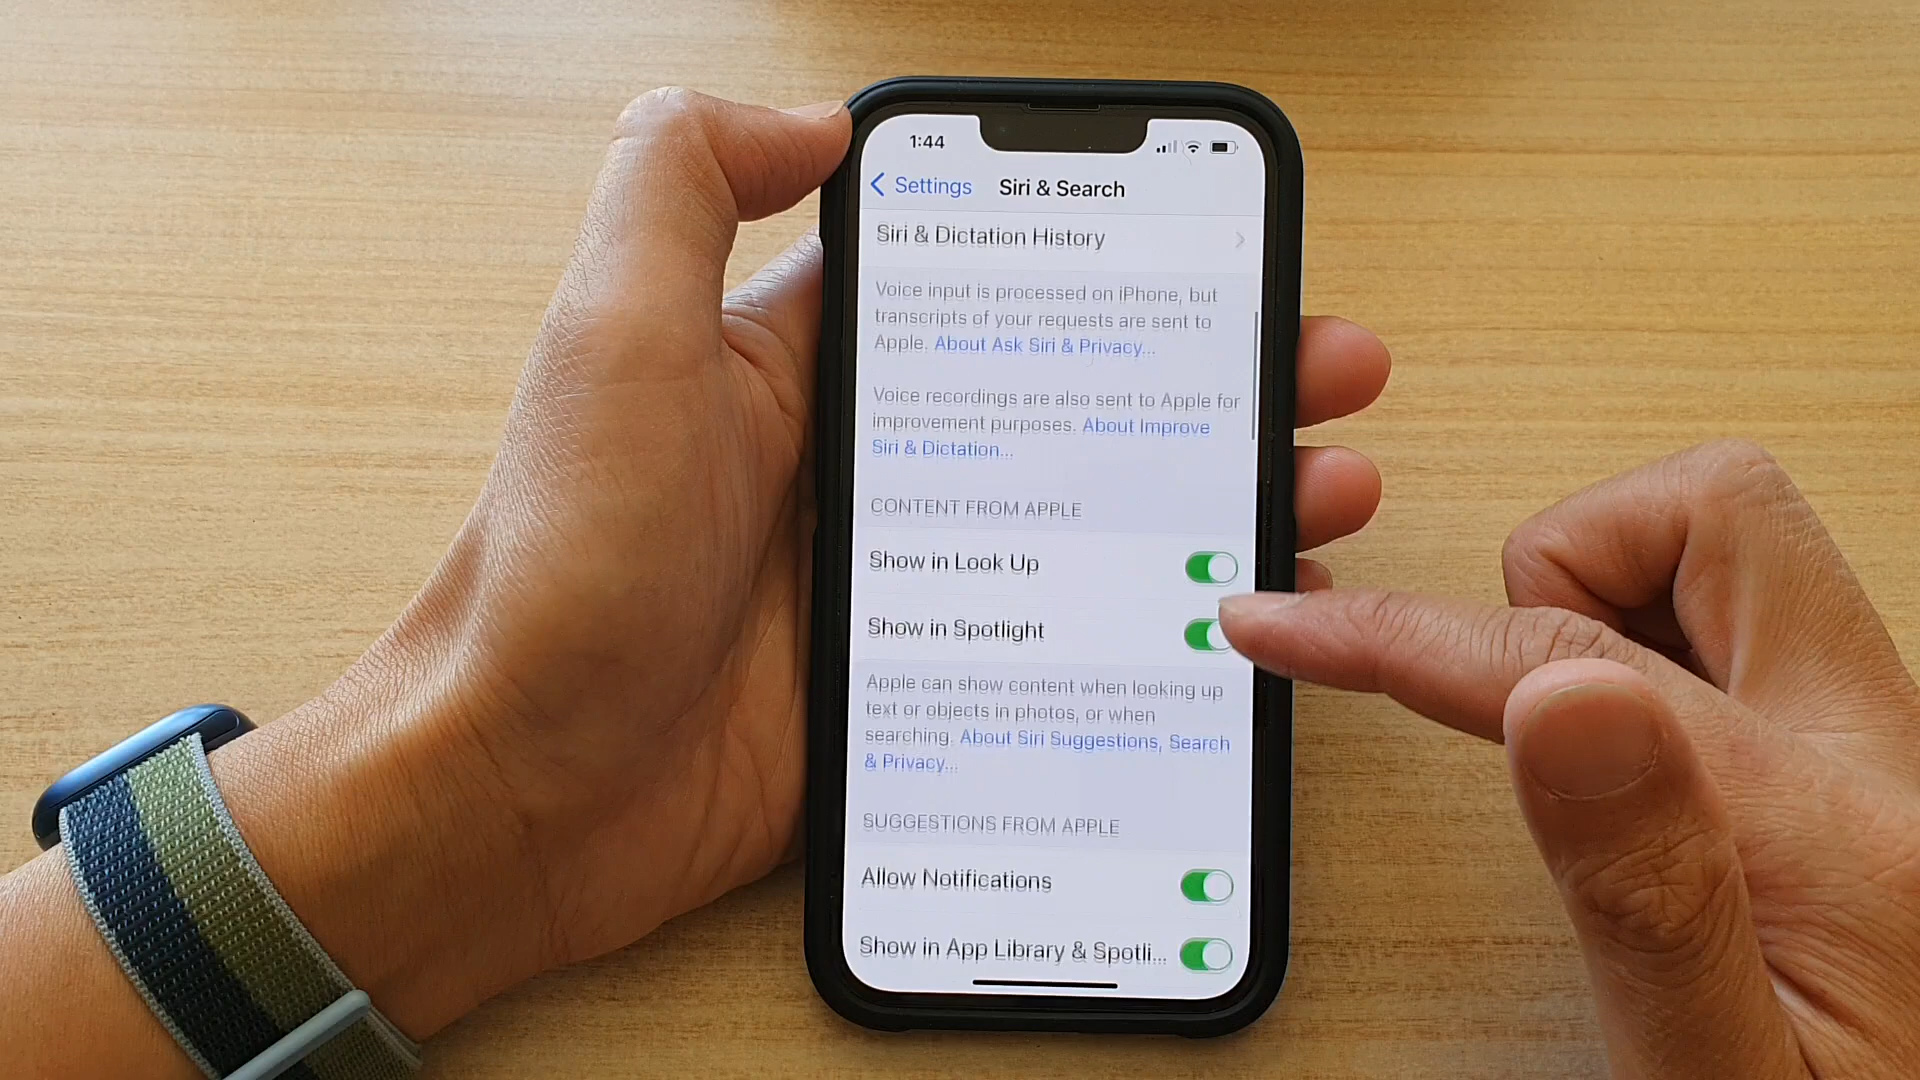 1:44
Settings
Siri & Search
Siri & Dictation History
Voice input is processed on iPhone, but
transcripts of your requests are sent to
Apple. About Ask Siri & Privacy...
Voice recordings are also sent to Apple for
improvement purposes. About Improve
Siri & Dictation...
CONTENT FROM APPLE
Show in Look Up
Show in Spotlight
Apple can show content when looking up
text or objects in photos, or when
searching. About Siri Suggestions, Search
& Privacy...
SUGGESTIONS FROM APPLE
Allow Notifications
Show in App Library & Spotli...